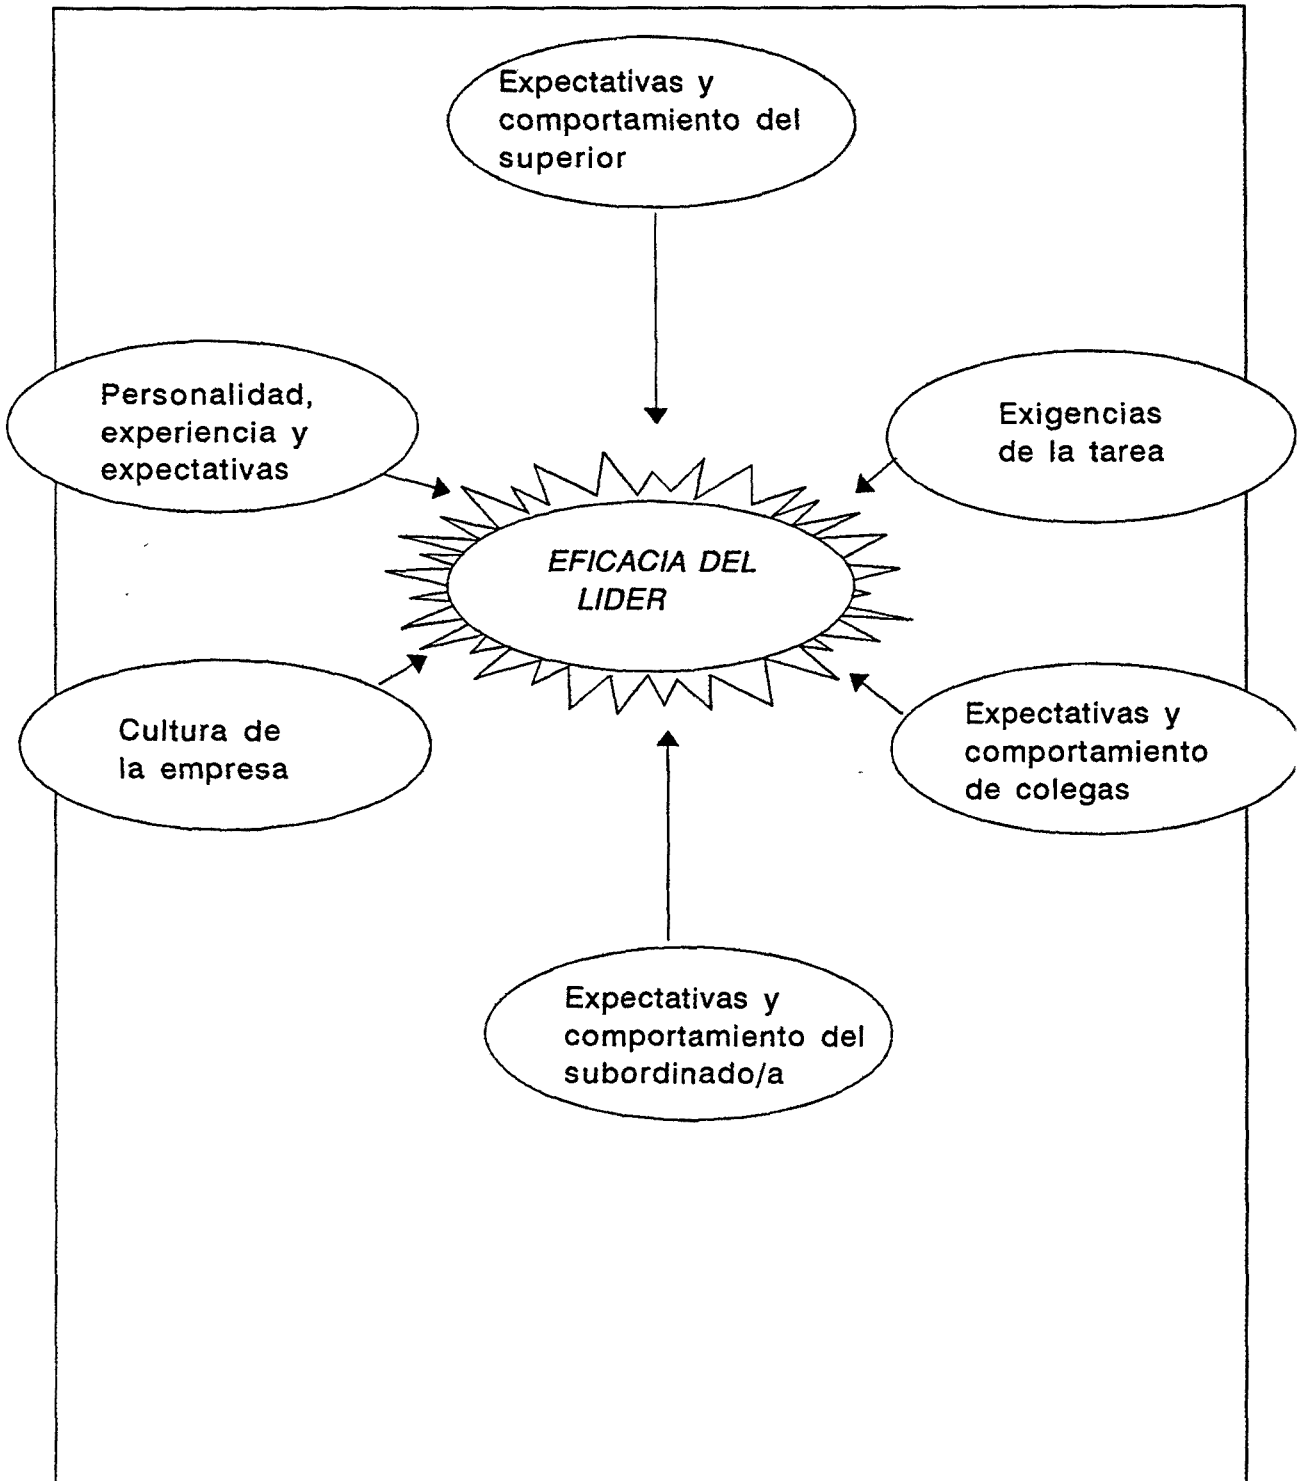 Expectativas y
comportamiento del
superior
Personalidad,
experiencia y
expectativas
Exigencias
de la tarea
EFICACIA DEL
LIDER
Cultura de
la empresa
Expectativas y
comportamiento
de colegas
Expectativas y
comportamiento del
subordinado/a